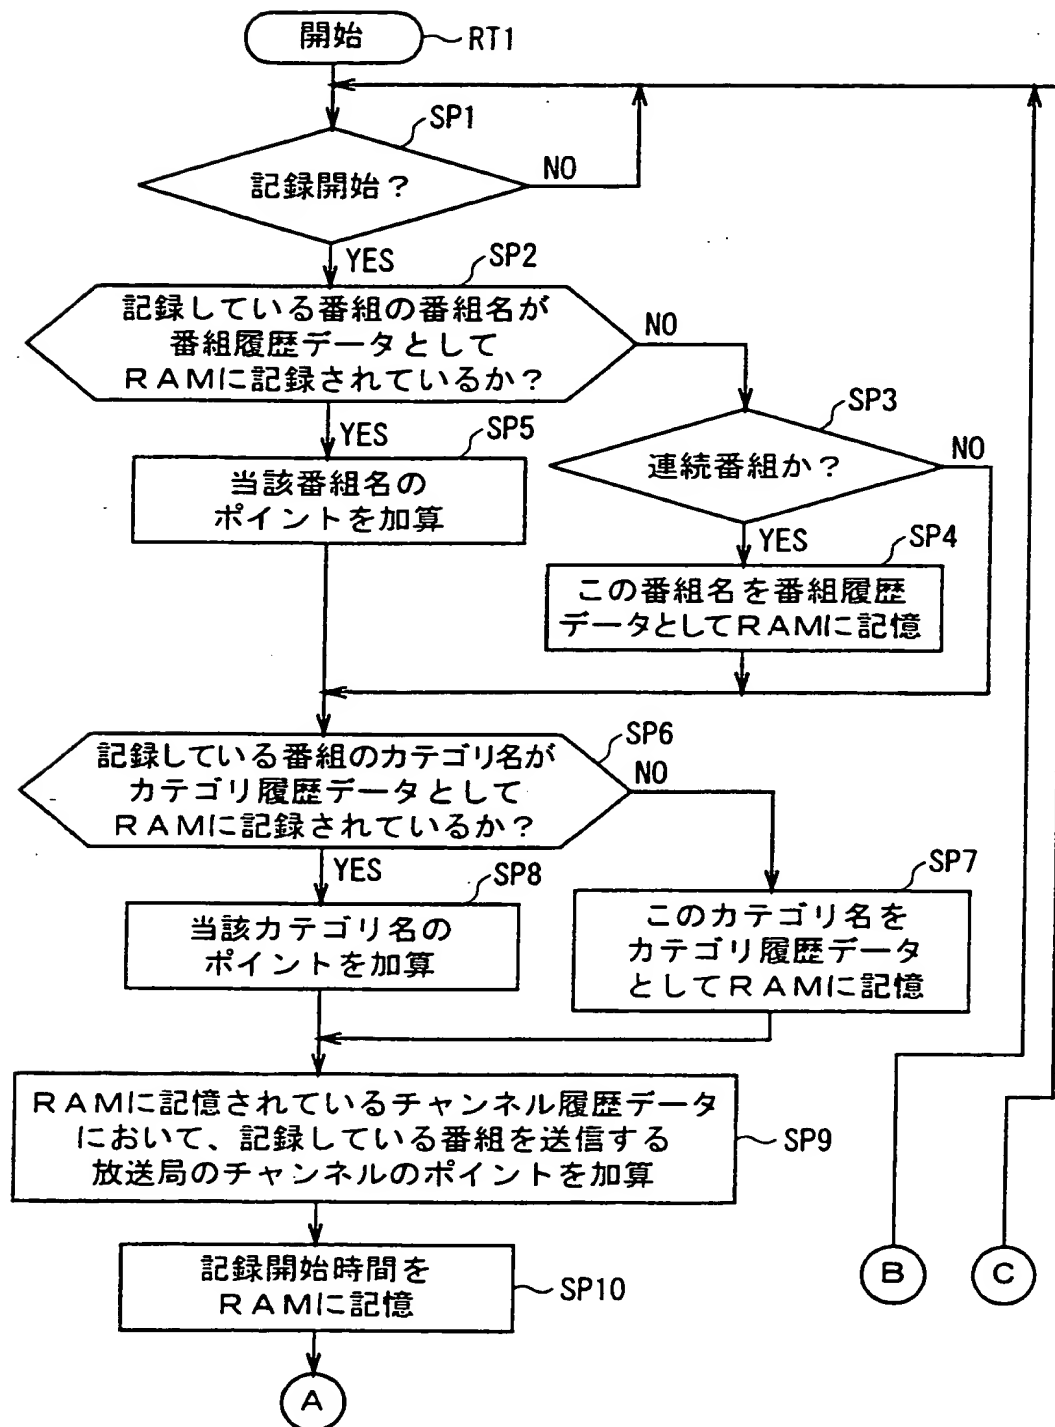 開始
RT1
SP1
記録開始?
NO
YES
SP2
記録している番組の番組名が
番組履歴データとして
RAMに記録されているか?
NO
YES
SP3
連続番組か?
NO
YES
SP5
当該番組名の
ポイントを加算
SP4
この番組名を番組履歴
データとしてRAMに記憶
SP6
記録している番組のカテゴリ名が
カテゴリ履歴データとして
RAMに記録されているか?
NO
YES
SP8
当該カテゴリ名の
ポイントを加算
SP7
このカテゴリ名を
カテゴリ履歴データ
としてRAMに記憶
RAMに記憶されているチャンネル履歴データ
において、記録している番組を送信する
放送局のチャンネルのポイントを加算
SP9
記録開始時間を
RAMに記憶
SP10
B
C
A